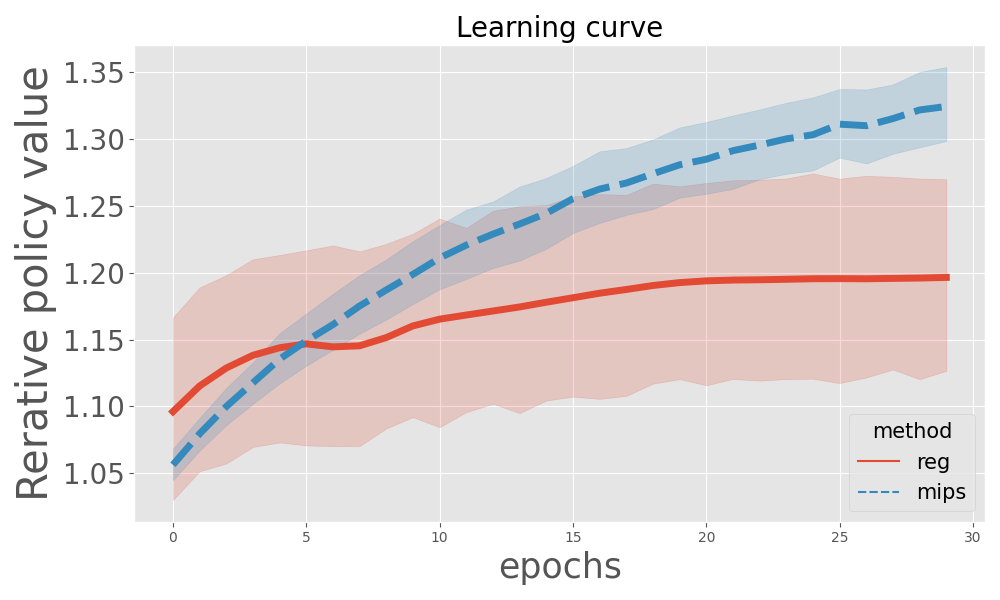 Learning curve
Rerative policy value
1.35
1.30
1.25
1.20
1.15
1.10
1.05
method
reg
mips
0 5 10 15 20 25 30
epochs